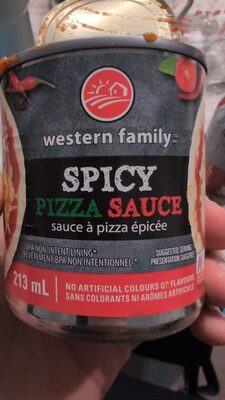 western family
SPICY
PIZZA SAUCE
sauce à pizza épicée
BPA NON-INTENT LINING*
REVÊTEMENT BPA NON INTENTIONNEL*
SUGGESTED SERVING
PRÉSENTATION SUGGÉRÉE
213 mL
NO ARTIFICIAL COLOURS OR FLAVOURS
SANS COLORANTS NI ARÔMES ARTIFICIELS